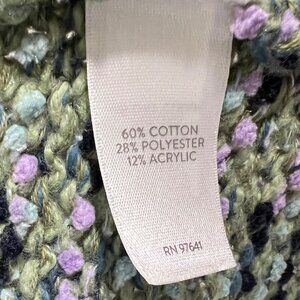 60% COTTON
28% POLYESTER
12% ACRYLIC
RN 97641